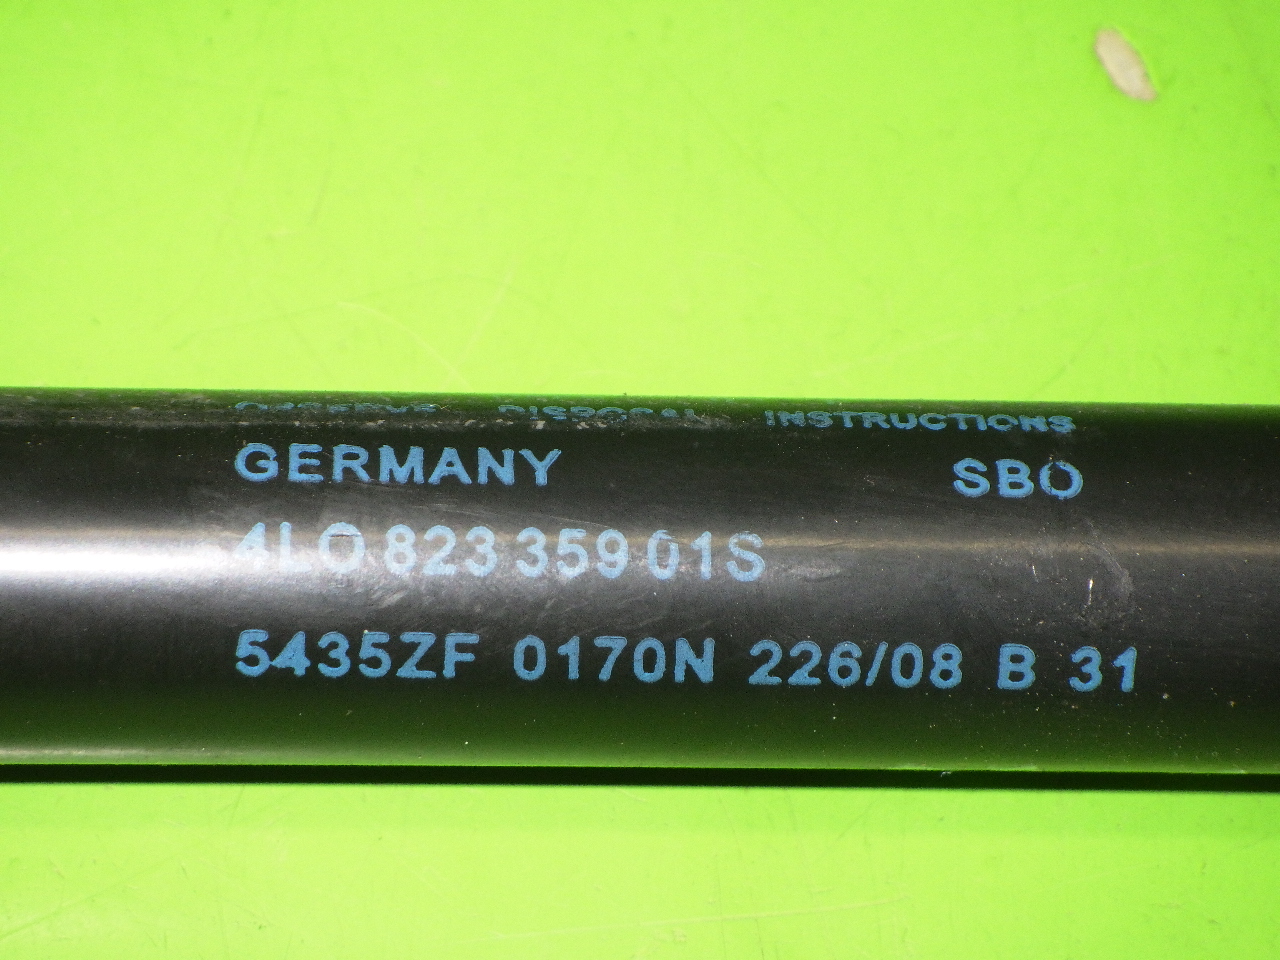 OBSERVE DISPOSAL INSTRUCTIONS
GERMANY SBO
4L0 823 359 01S
5435ZF 0170N 226/08 B 31